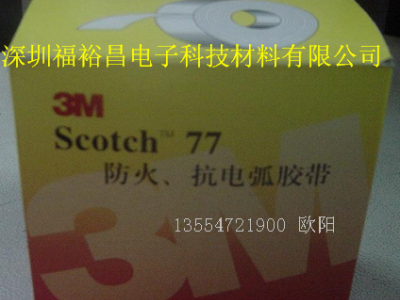 深圳福裕昌电子科技材料有限公司
3M
Scotch™ 77
防火、抗电弧胶带
13554721900 欧阳
3M